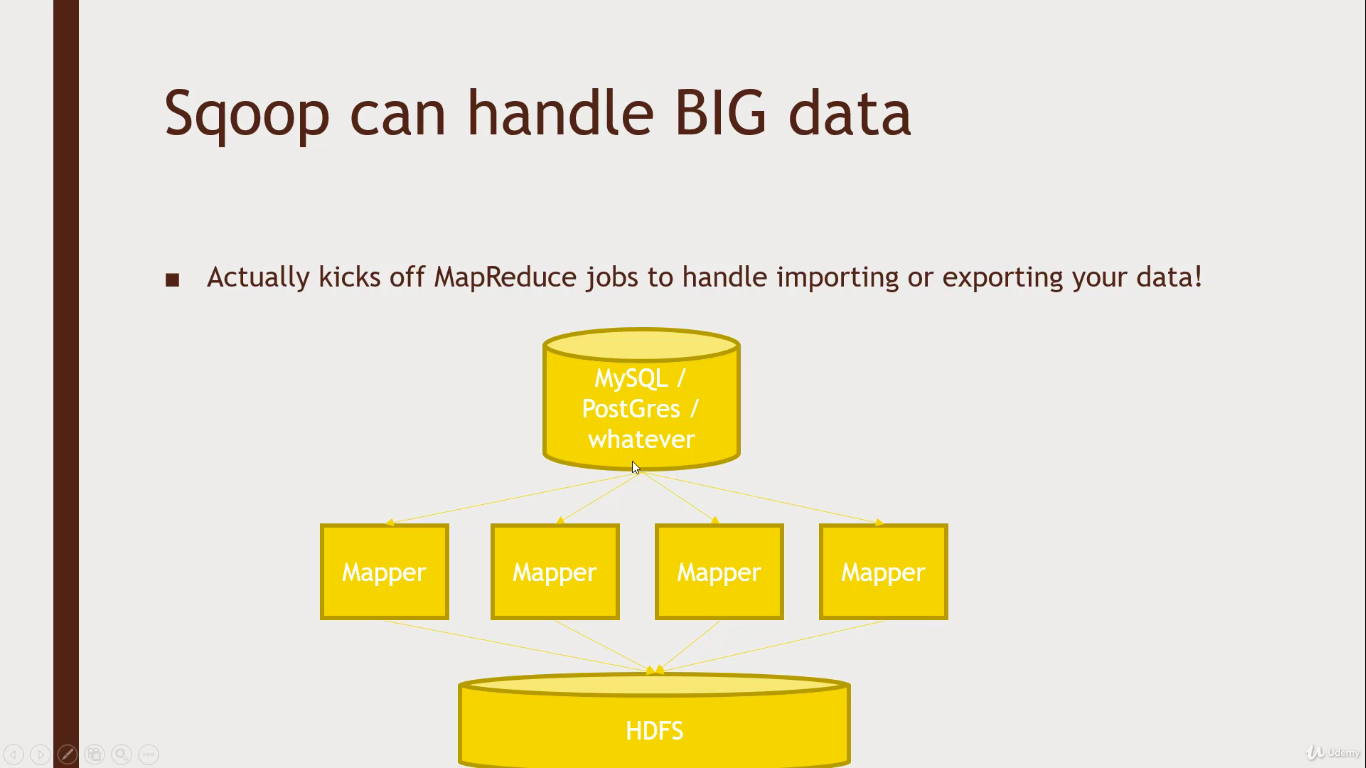 Sqoop can handle BIG data
Actually kicks off MapReduce jobs to handle importing or exporting your data!
MySQL /
PostGres /
whatever
Mapper
Mapper
Mapper
Mapper
HDFS
Udemy